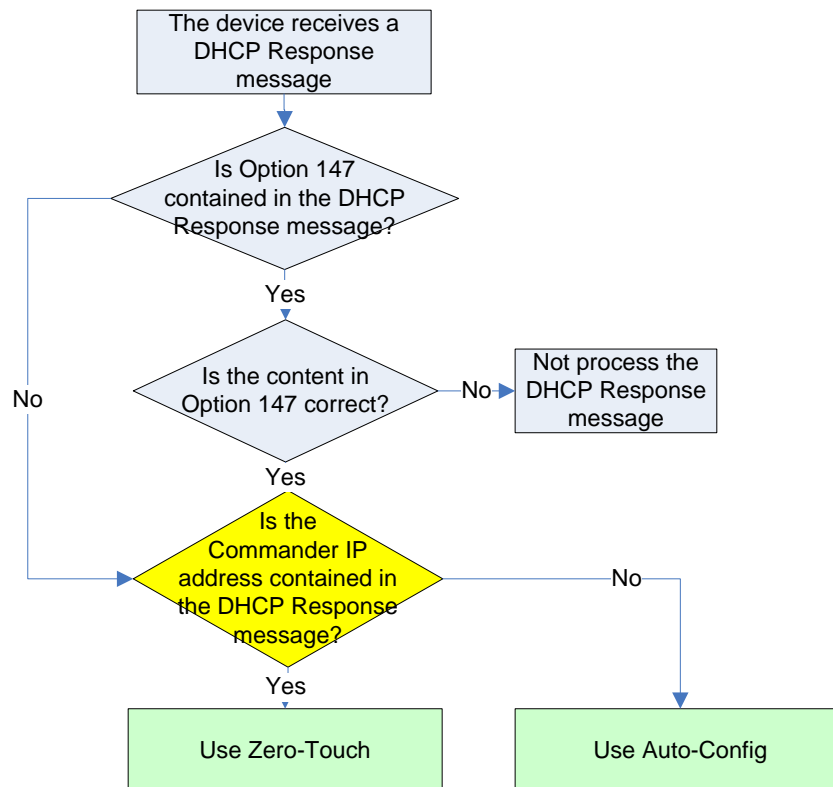 The device receives a
DHCP Response
message
Is Option 147
contained in the DHCP
Response message?
Yes
Is the content in
Option 147 correct?
No
Not process the
DHCP Response
message
No
Yes
Is the
Commander IP
address contained in
the DHCP Response
message?
No
Yes
Use Zero-Touch
Use Auto-Config